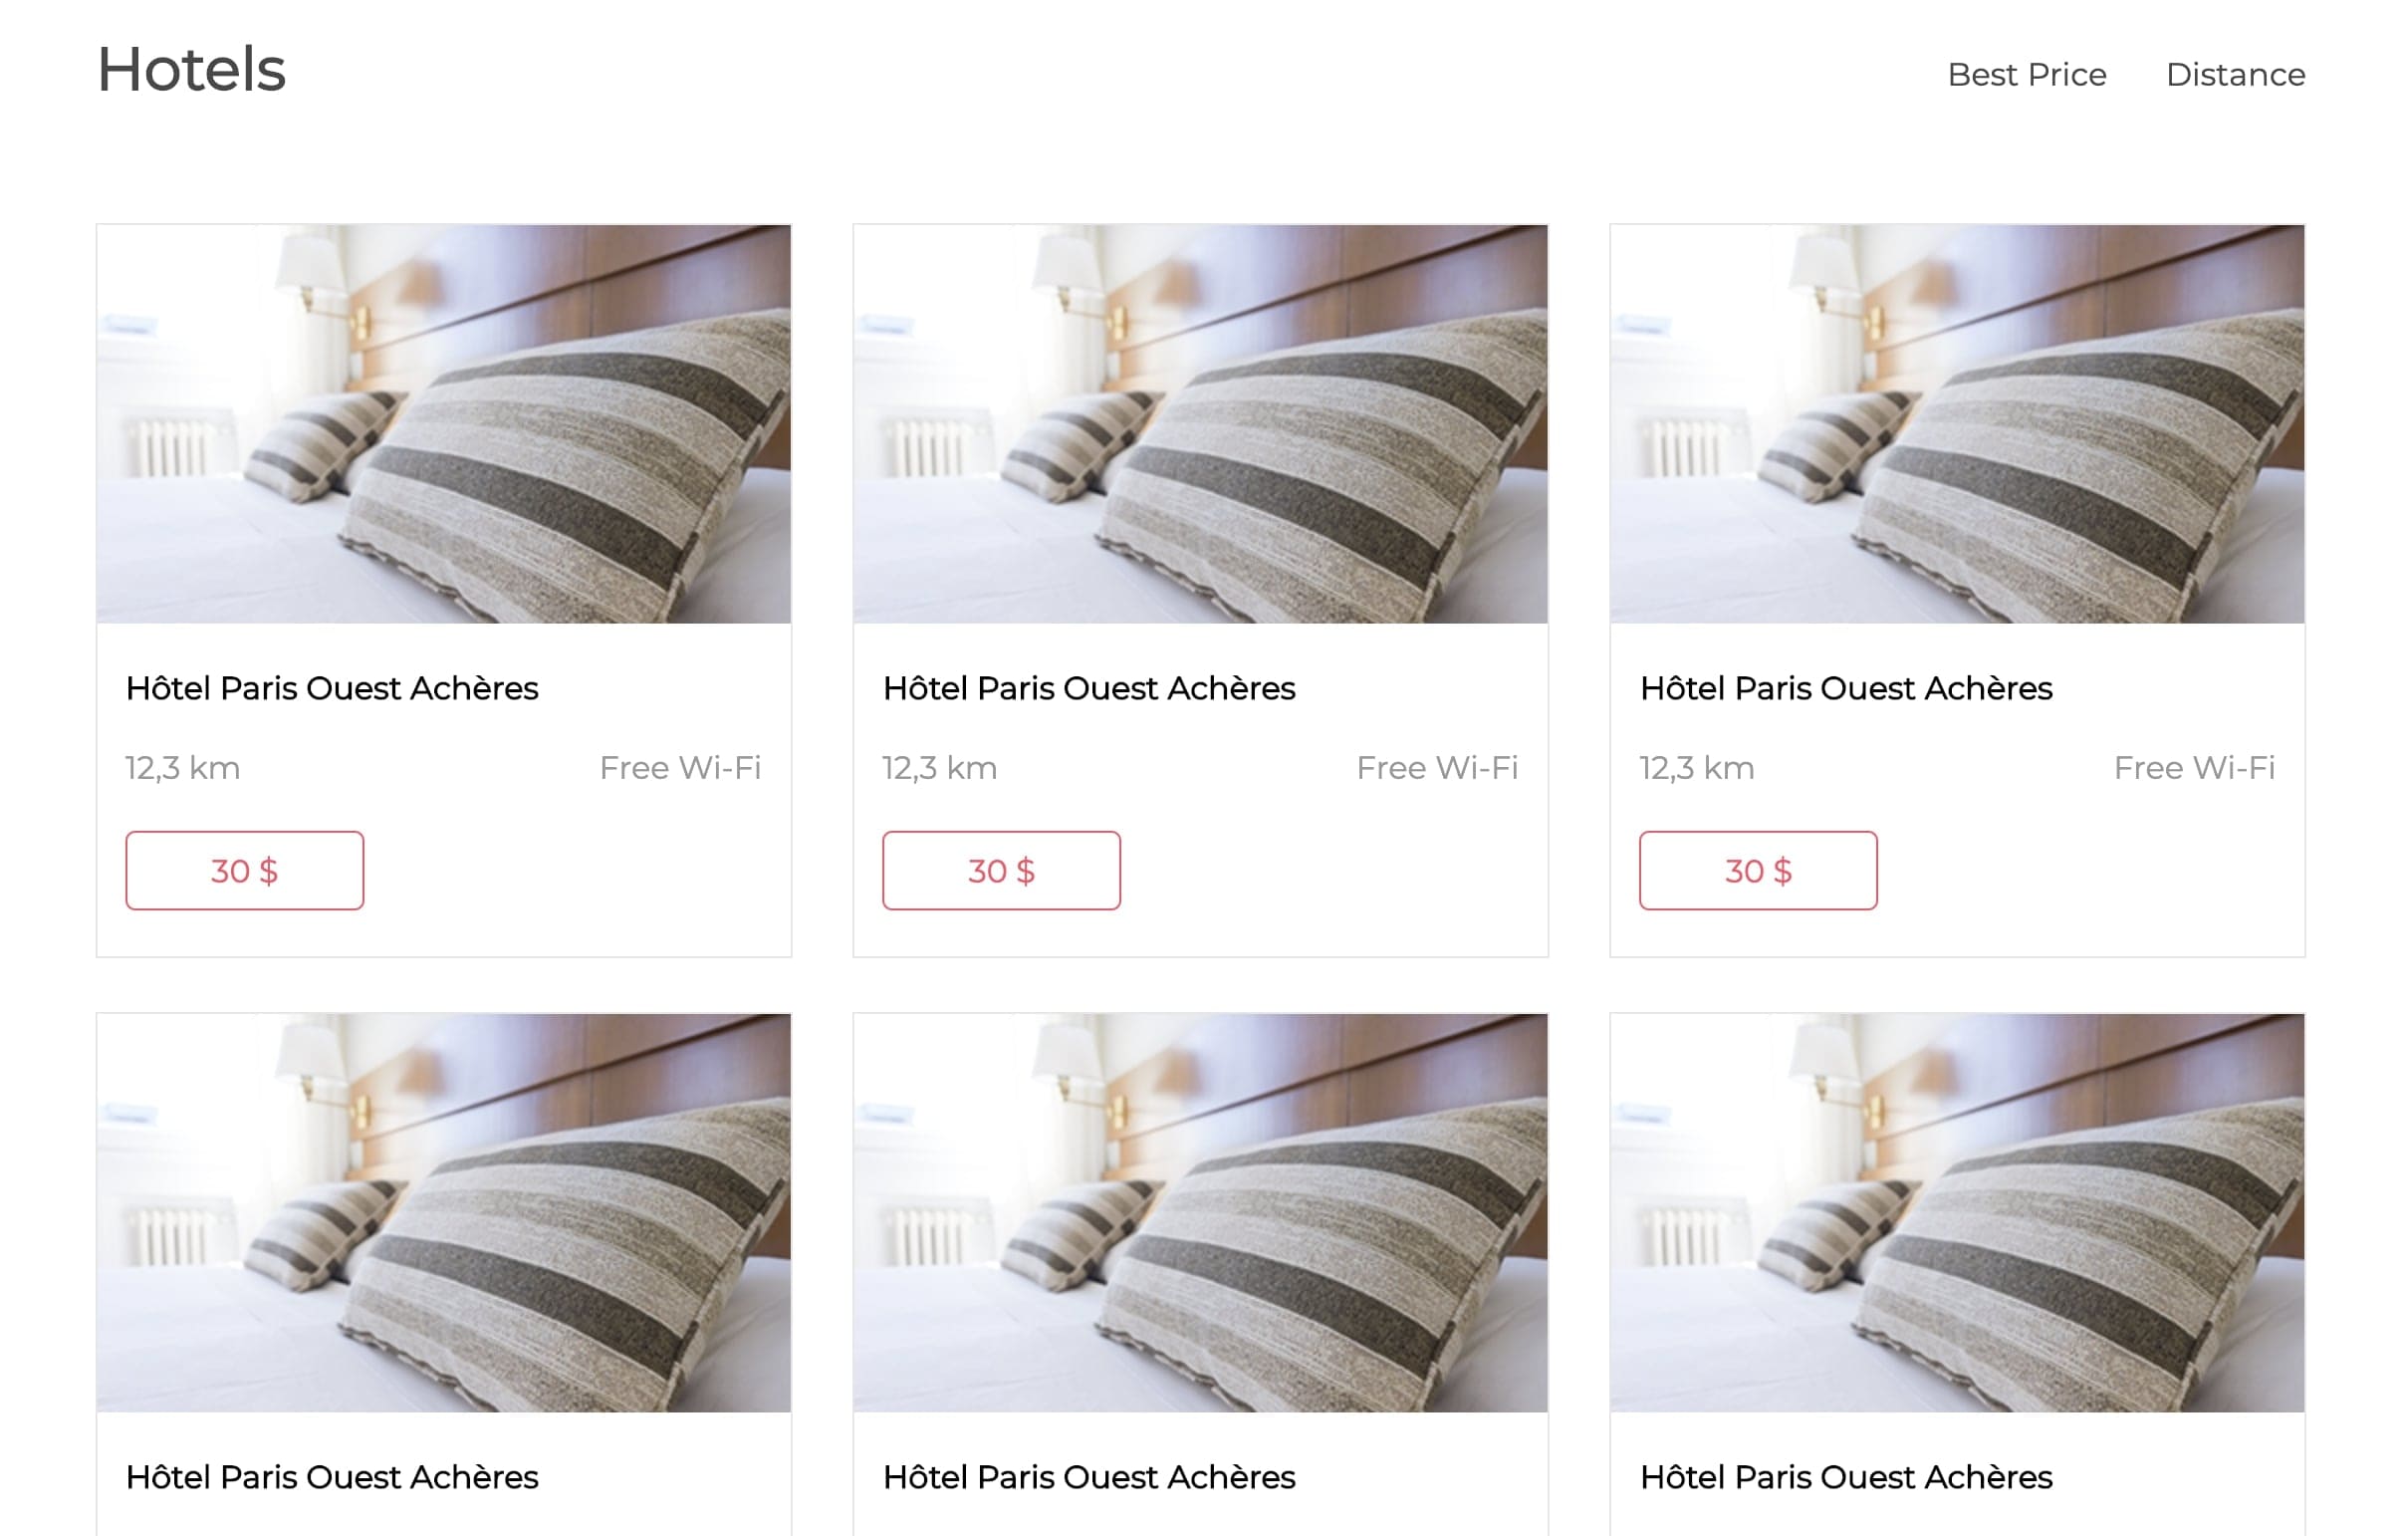 Hotels
Best Price Distance
Hôtel Paris Ouest Achères
12,3 km Free Wi-Fi
30 $
Hôtel Paris Ouest Achères
12,3 km Free Wi-Fi
30 $
Hôtel Paris Ouest Achères
12,3 km Free Wi-Fi
30 $
Hôtel Paris Ouest Achères
Hôtel Paris Ouest Achères
Hôtel Paris Ouest Achères